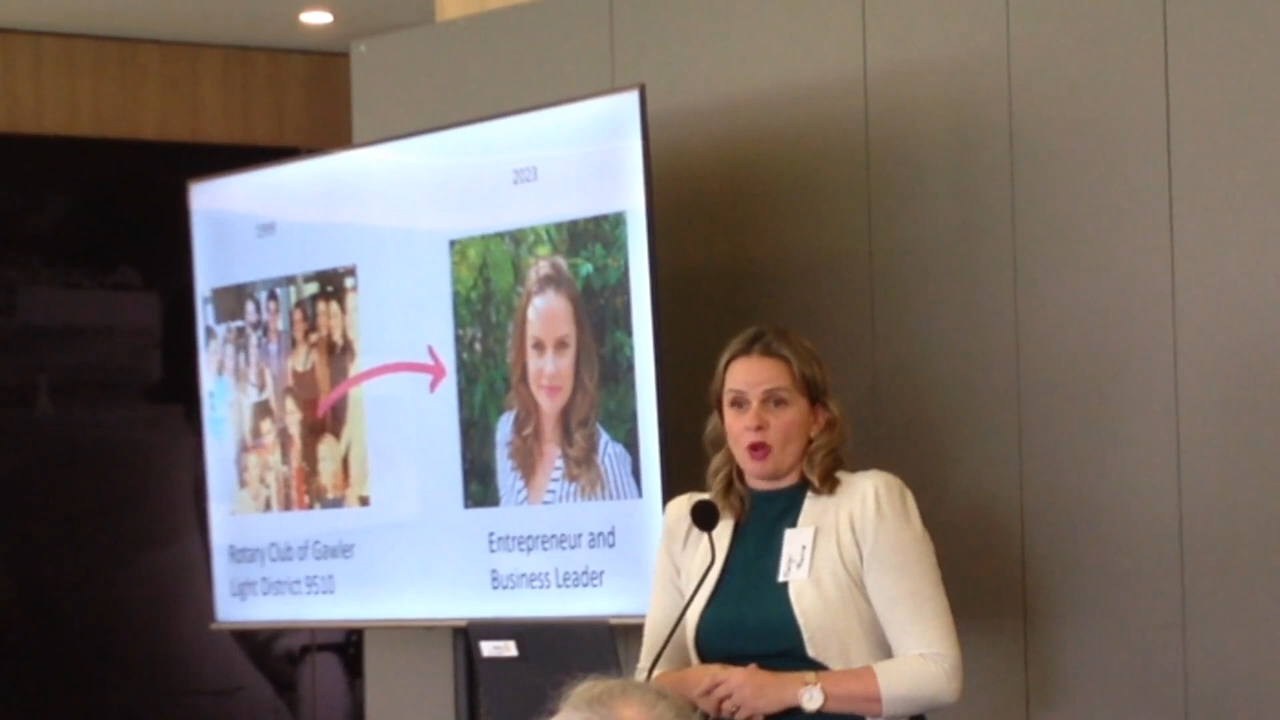 2023
Rotary Club of Gawler
Light District 9510
Entrepreneur and
Business Leader